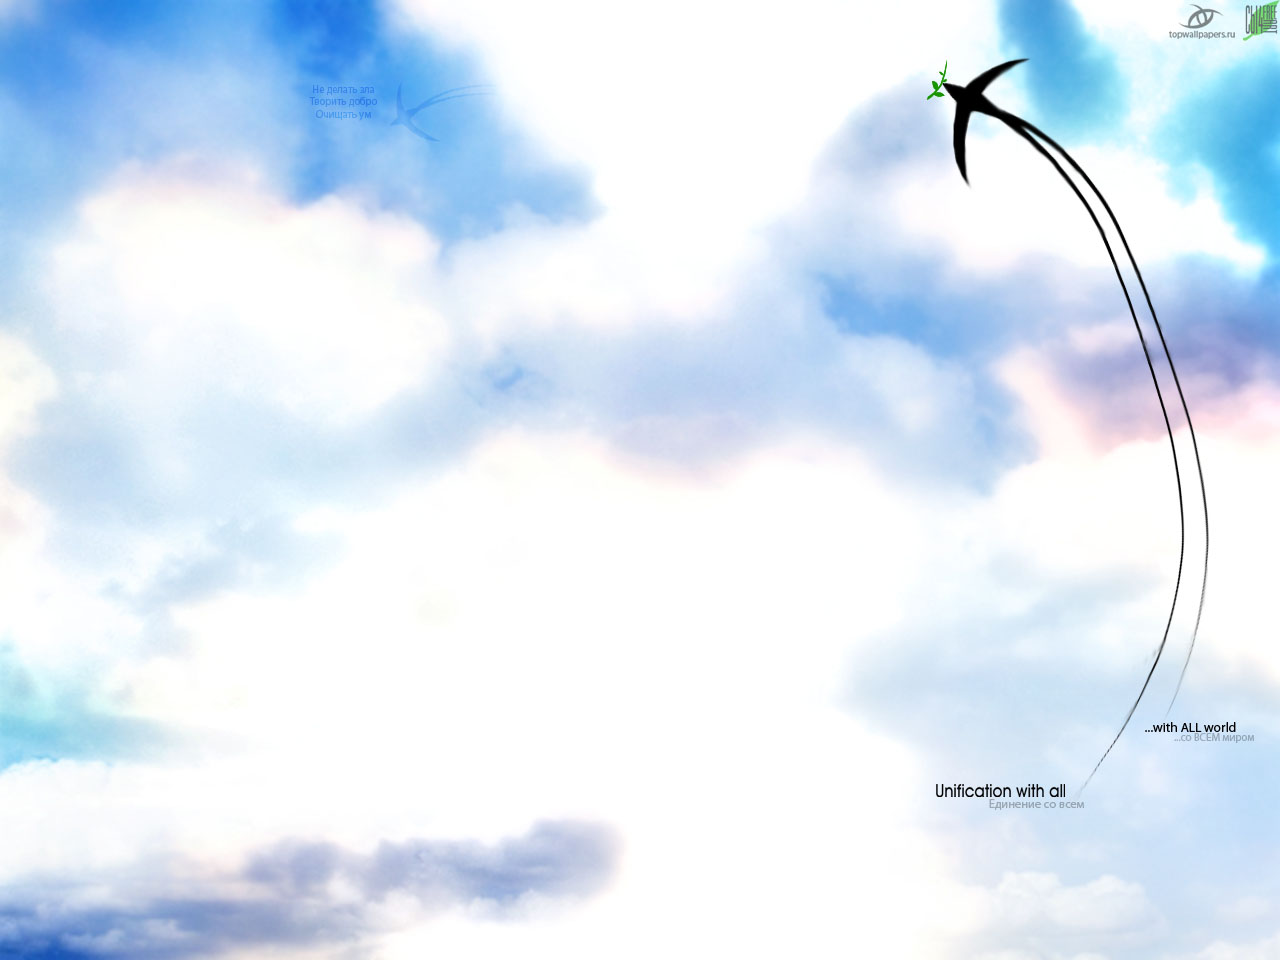 topwallpapers.ru
Не делать зла
Творить добро
Очищать ум
...with ALL world
...со ВСЕМ миром
Unification with all
Единение со всем